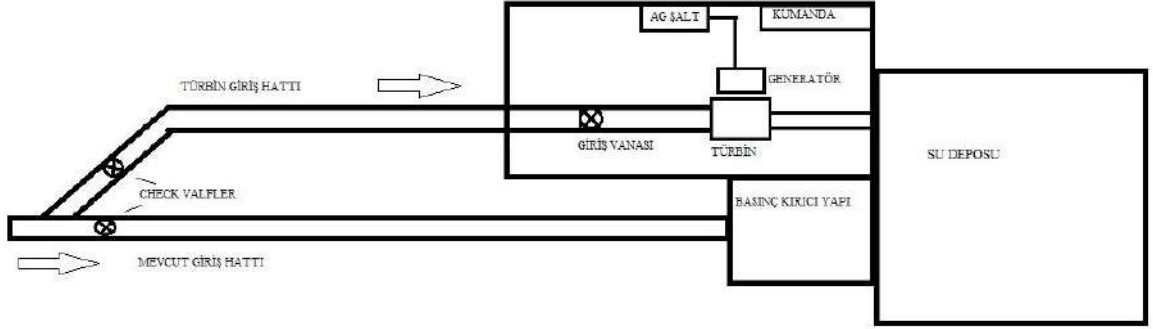 AG ŞALT
KUMANDA
GENERATÖR
TÜRBİN GİRİŞ HATTI
GİRİŞ VANASI
TÜRBİN
SU DEPOSU
CHECK VALFLER
BASINÇ KIRICI YAPI
MEVCUT GİRİŞ HATTI